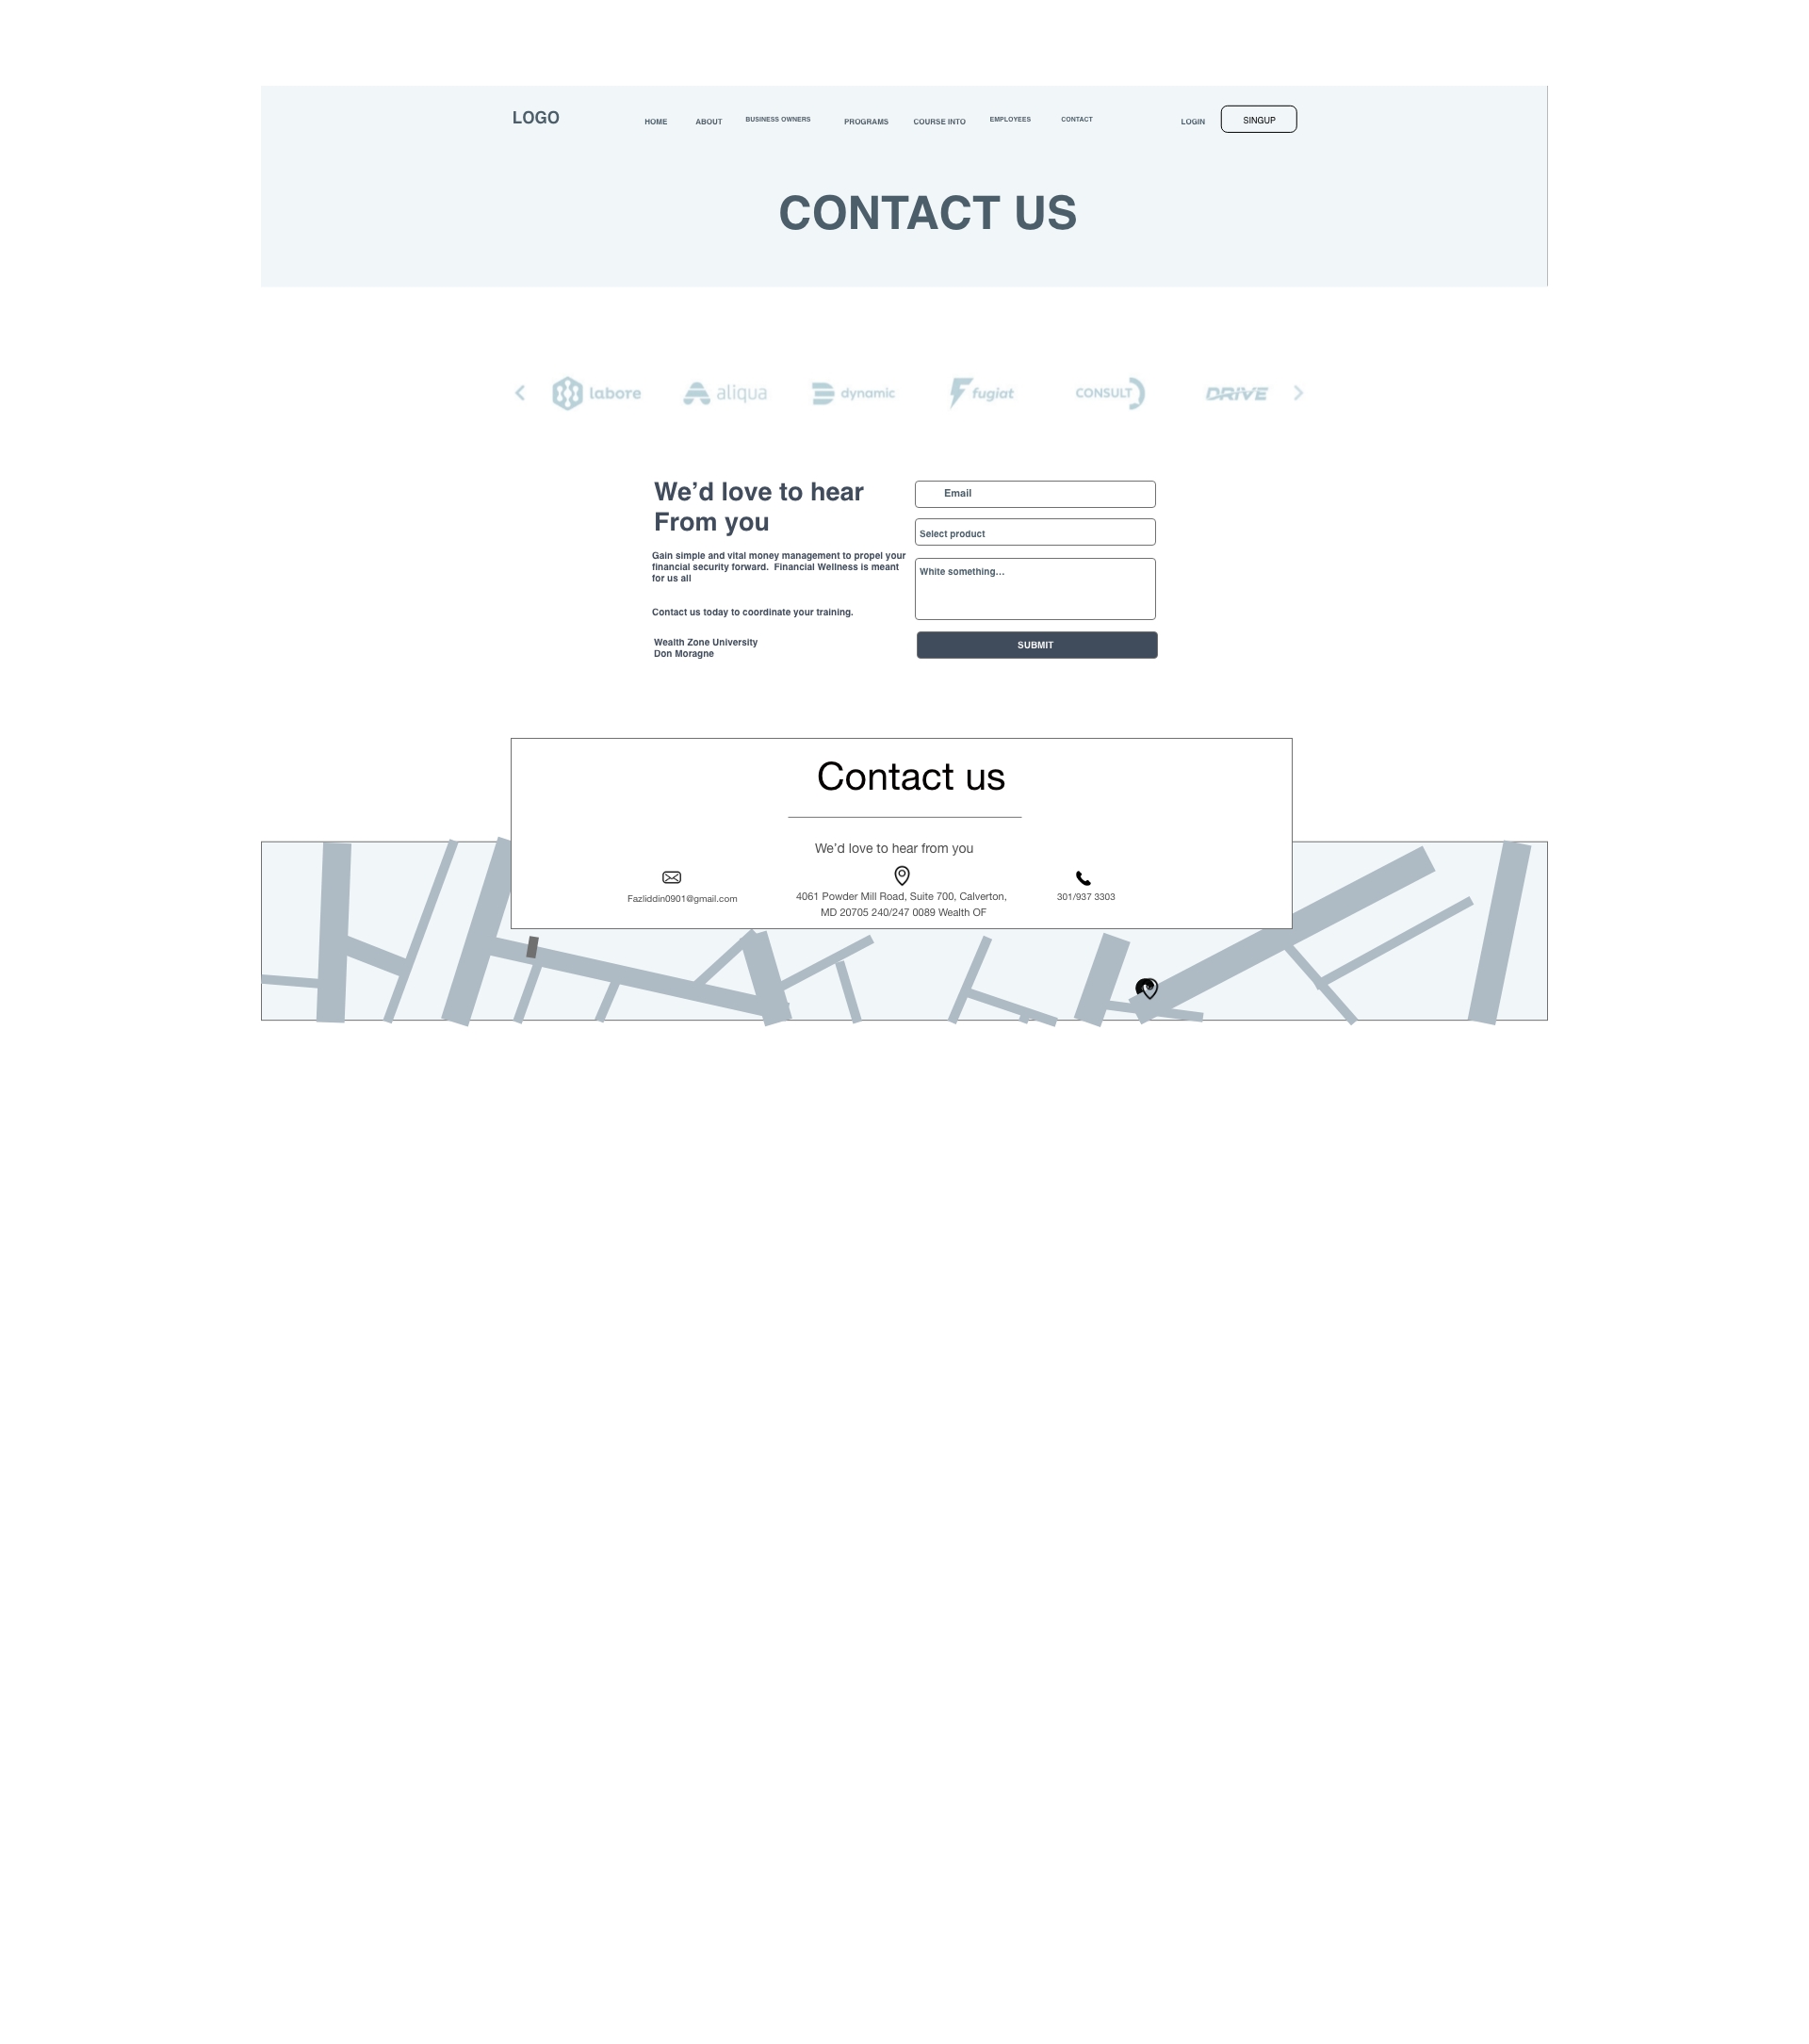 LOGO
HOME ABOUT BUSINESS OWNERS PROGRAMS COURSE INTO EMPLOYEES CONTACT LOGIN SINGUP
CONTACT US
labore aliqua dynamic fugiat CONSULT DRIVE
We’d love to hear
From you
Gain simple and vital money management to propel your
financial security forward. Financial Wellness is meant
for us all
Contact us today to coordinate your training.
Wealth Zone University
Don Moragne
Email
Select product
White something...
SUBMIT
Contact us
We’d love to hear from you
Fazliddin0901@gmail.com
4061 Powder Mill Road, Suite 700, Calverton,
MD 20705 240/247 0089 Wealth OF
301/937 3303